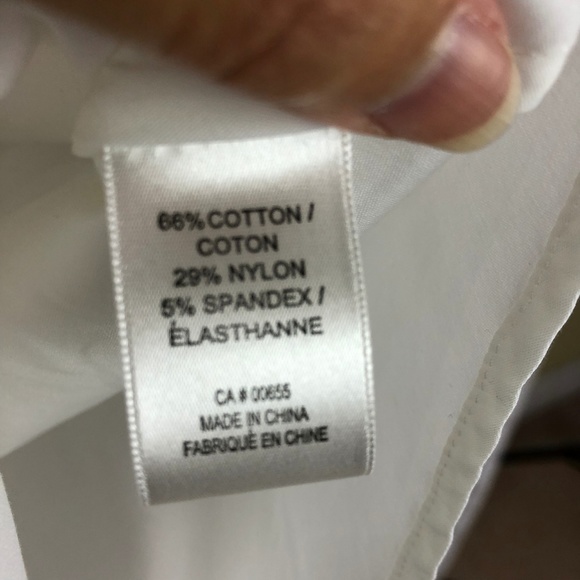 66% COTTON /
COTON
29% NYLON
5% SPANDEX /
ÉLASTHANNE
CA # 00655
MADE IN CHINA
FABRIQUÉ EN CHINE